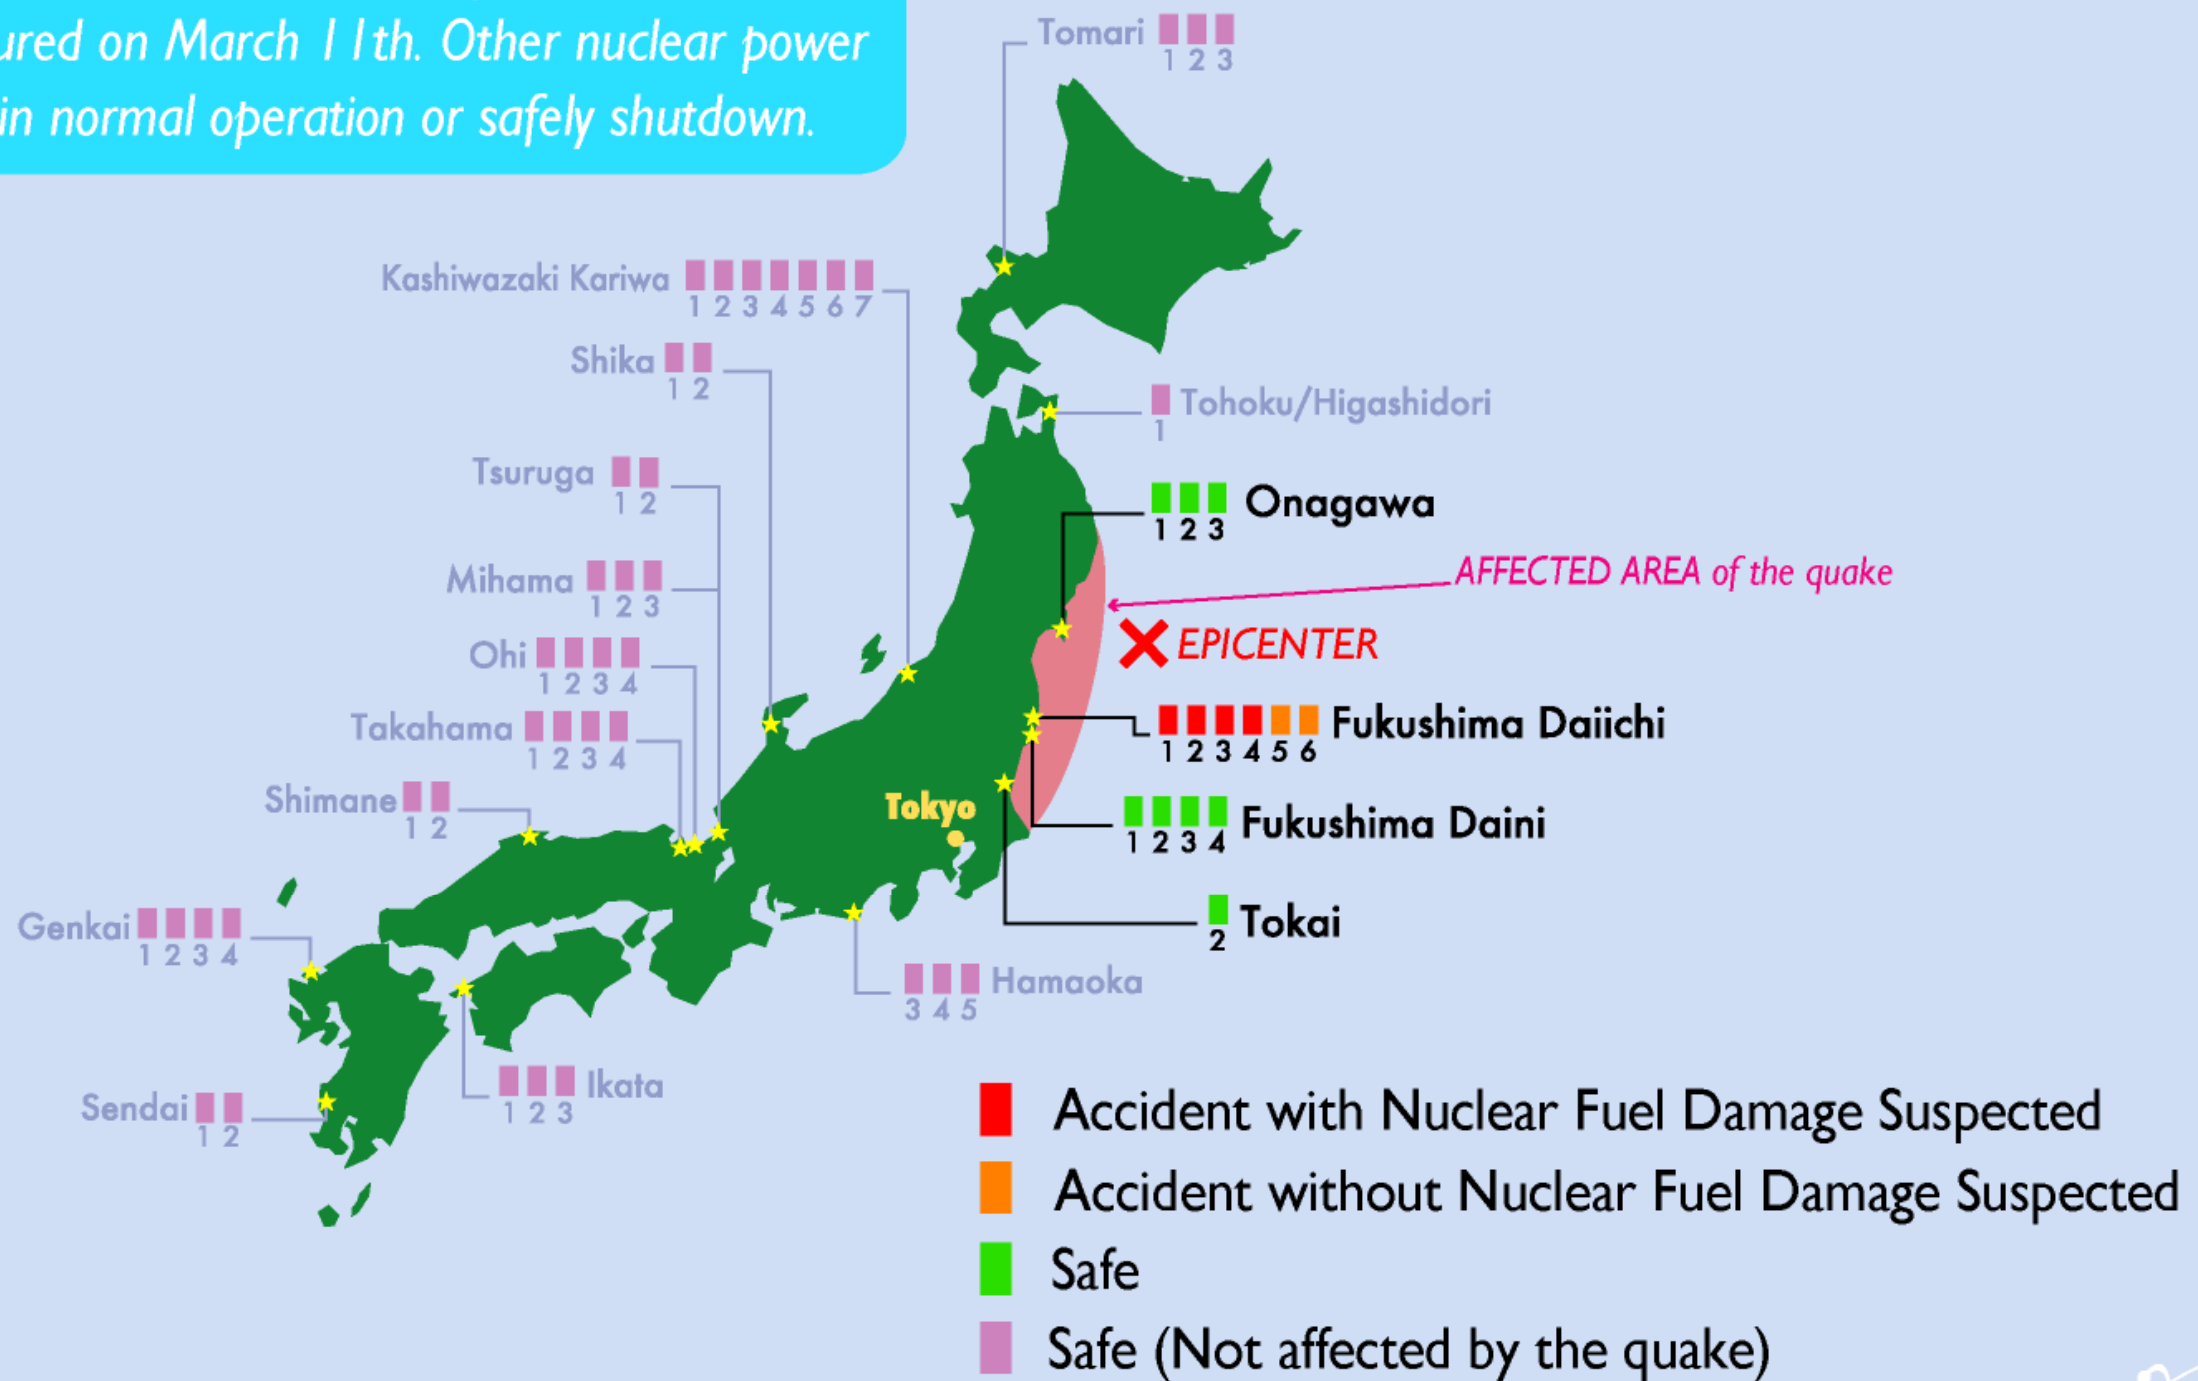 ured on March 11th. Other nuclear power
in normal operation or safely shutdown.
Tomari
1 2 3
Kashiwazaki Kariwa
1 2 3 4 5 6 7
Shika
1 2
Tohoku/Higashidori
1
Tsuruga
1 2
Onagawa
1 2 3
Mihama
1 2 3
AFFECTED AREA of the quake
EPICENTER
Ohi
1 2 3 4
Takahama
1 2 3 4
Fukushima Daiichi
1 2 3 4 5 6
Shimane
1 2
Tokyo
Fukushima Daini
1 2 3 4
Genkai
1 2 3 4
Tokai
2
Hamaoka
3 4 5
Ikata
1 2 3
Sendai
1 2
Accident with Nuclear Fuel Damage Suspected
Accident without Nuclear Fuel Damage Suspected
Safe
Safe (Not affected by the quake)